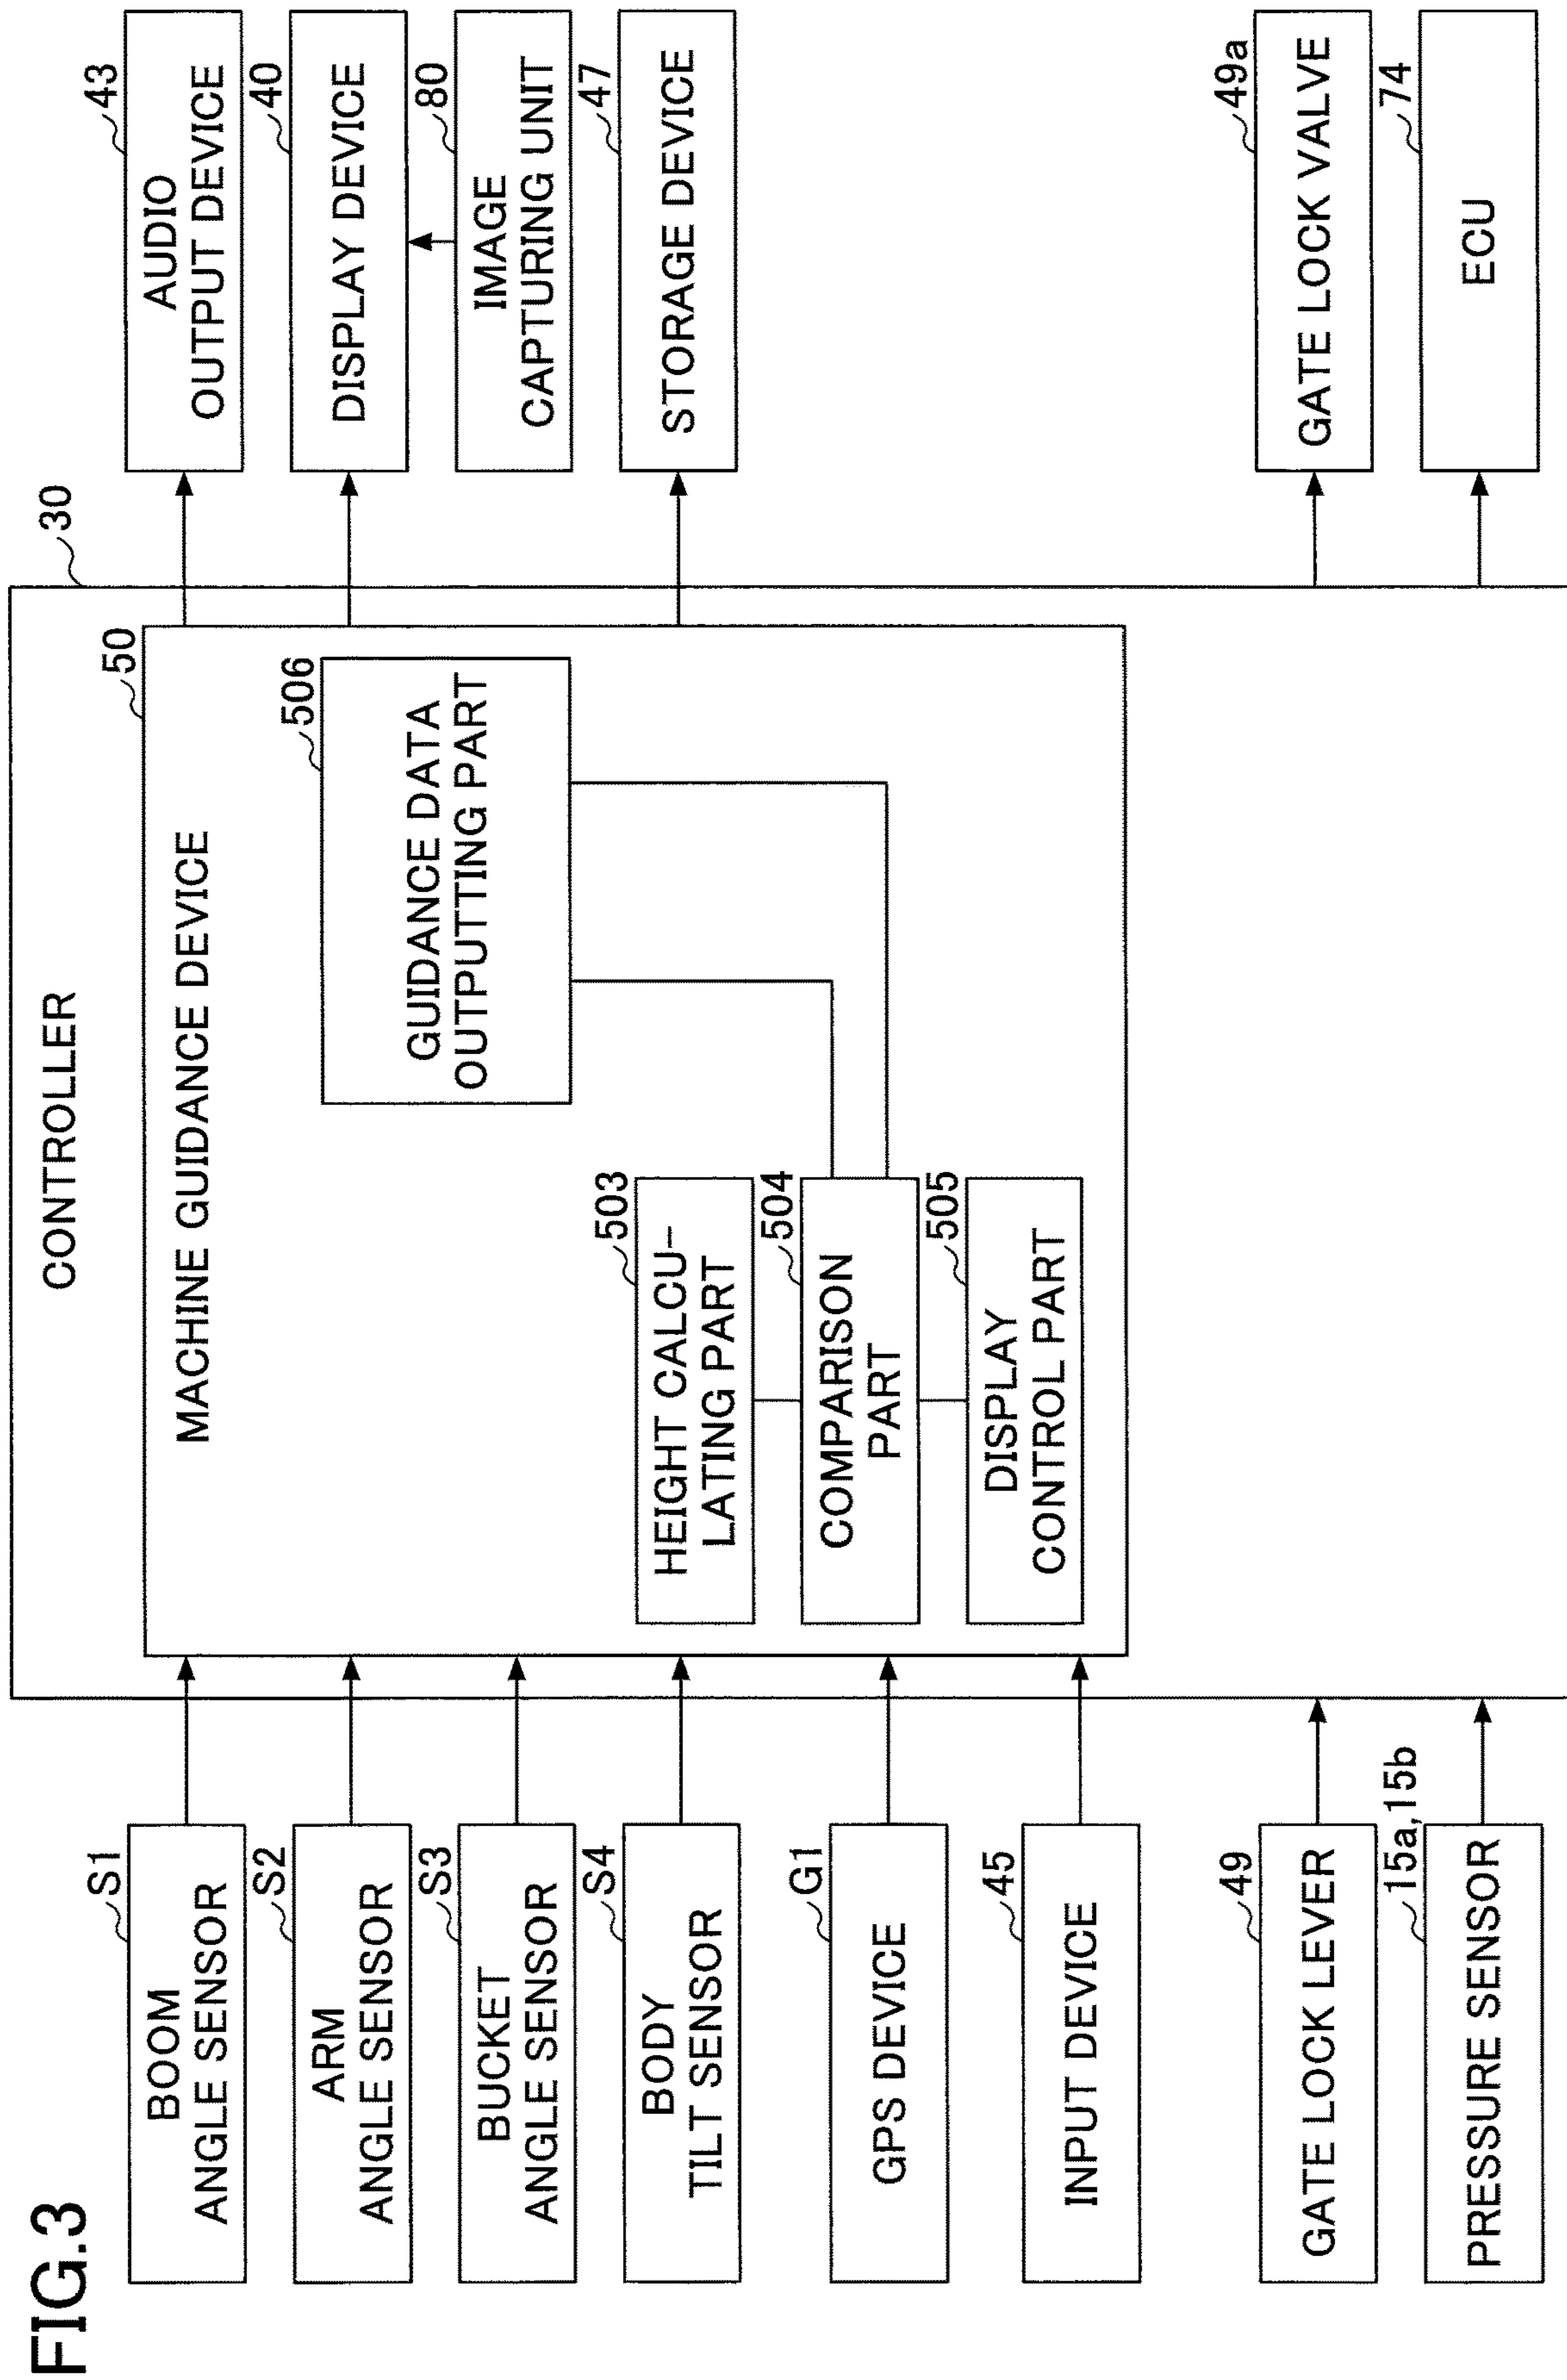 FIG.3
BOOM
ANGLE SENSOR
S1
ARM
ANGLE SENSOR
S2
BUCKET
ANGLE SENSOR
S3
BODY
TILT SENSOR
S4
GPS DEVICE
G1
INPUT DEVICE
45
GATE LOCK LEVER
49
PRESSURE SENSOR
15a,15b
CONTROLLER
30
MACHINE GUIDANCE DEVICE
50
HEIGHT CALCU-
LATING PART
503
COMPARISON
PART
504
DISPLAY
CONTROL PART
505
GUIDANCE DATA
OUTPUTTING PART
506
AUDIO
OUTPUT DEVICE
43
DISPLAY DEVICE
40
IMAGE
CAPTURING UNIT
80
STORAGE DEVICE
47
GATE LOCK VALVE
49a
ECU
74